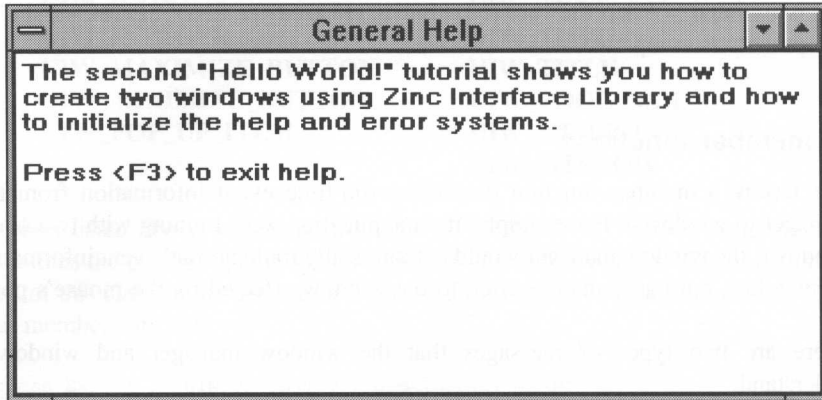 General Help
The second "Hello World!" tutorial shows you how to
create two windows using Zinc Interface Library and how
to initialize the help and error systems.
Press <F3> to exit help.